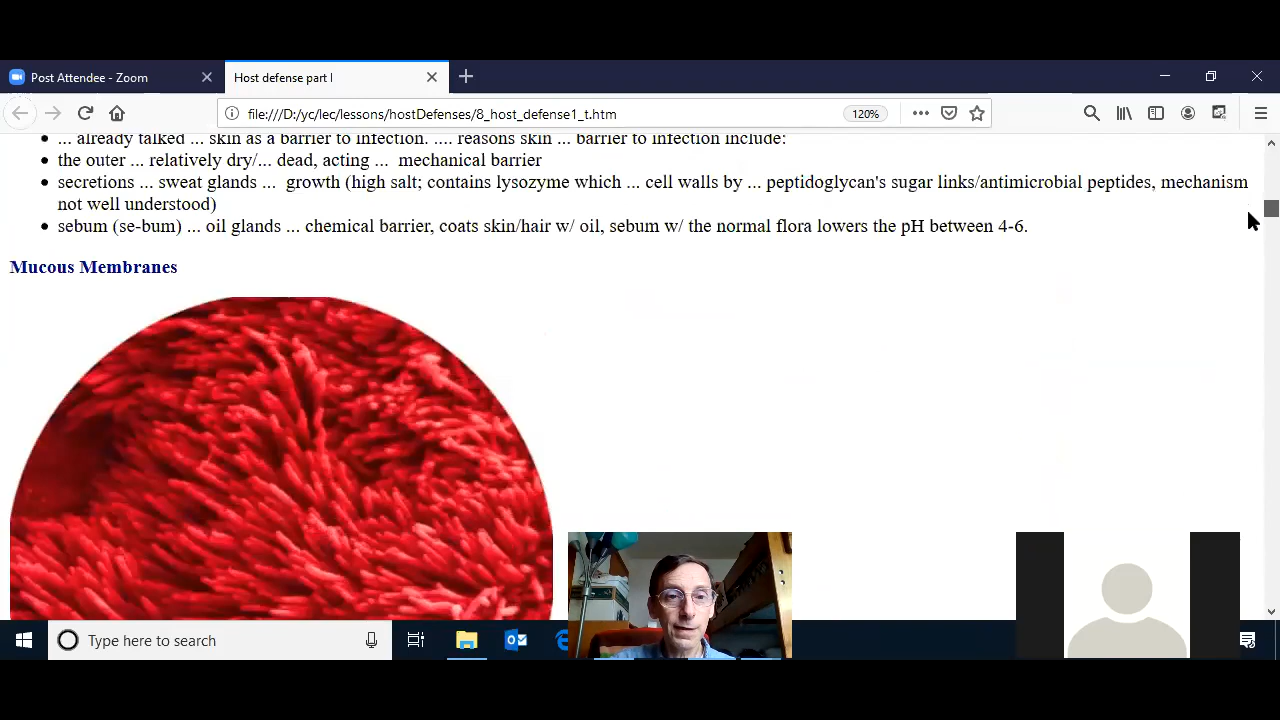 Post Attendee - Zoom
Host defense part I
file:///D:/yc/lec/lessons/hostDefenses/8_host_defense1_t.htm
120%
... already talked ... skin as a barrier to infection. .... reasons skin ... barrier to infection include:
the outer ... relatively dry/... dead, acting ... mechanical barrier
secretions ... sweat glands ... growth (high salt; contains lysozyme which ... cell walls by ... peptidoglycan's sugar links/antimicrobial peptides, mechanism
not well understood)
sebum (se-bum) ... oil glands ... chemical barrier, coats skin/hair w/ oil, sebum w/ the normal flora lowers the pH between 4-6.
Mucous Membranes
Type here to search